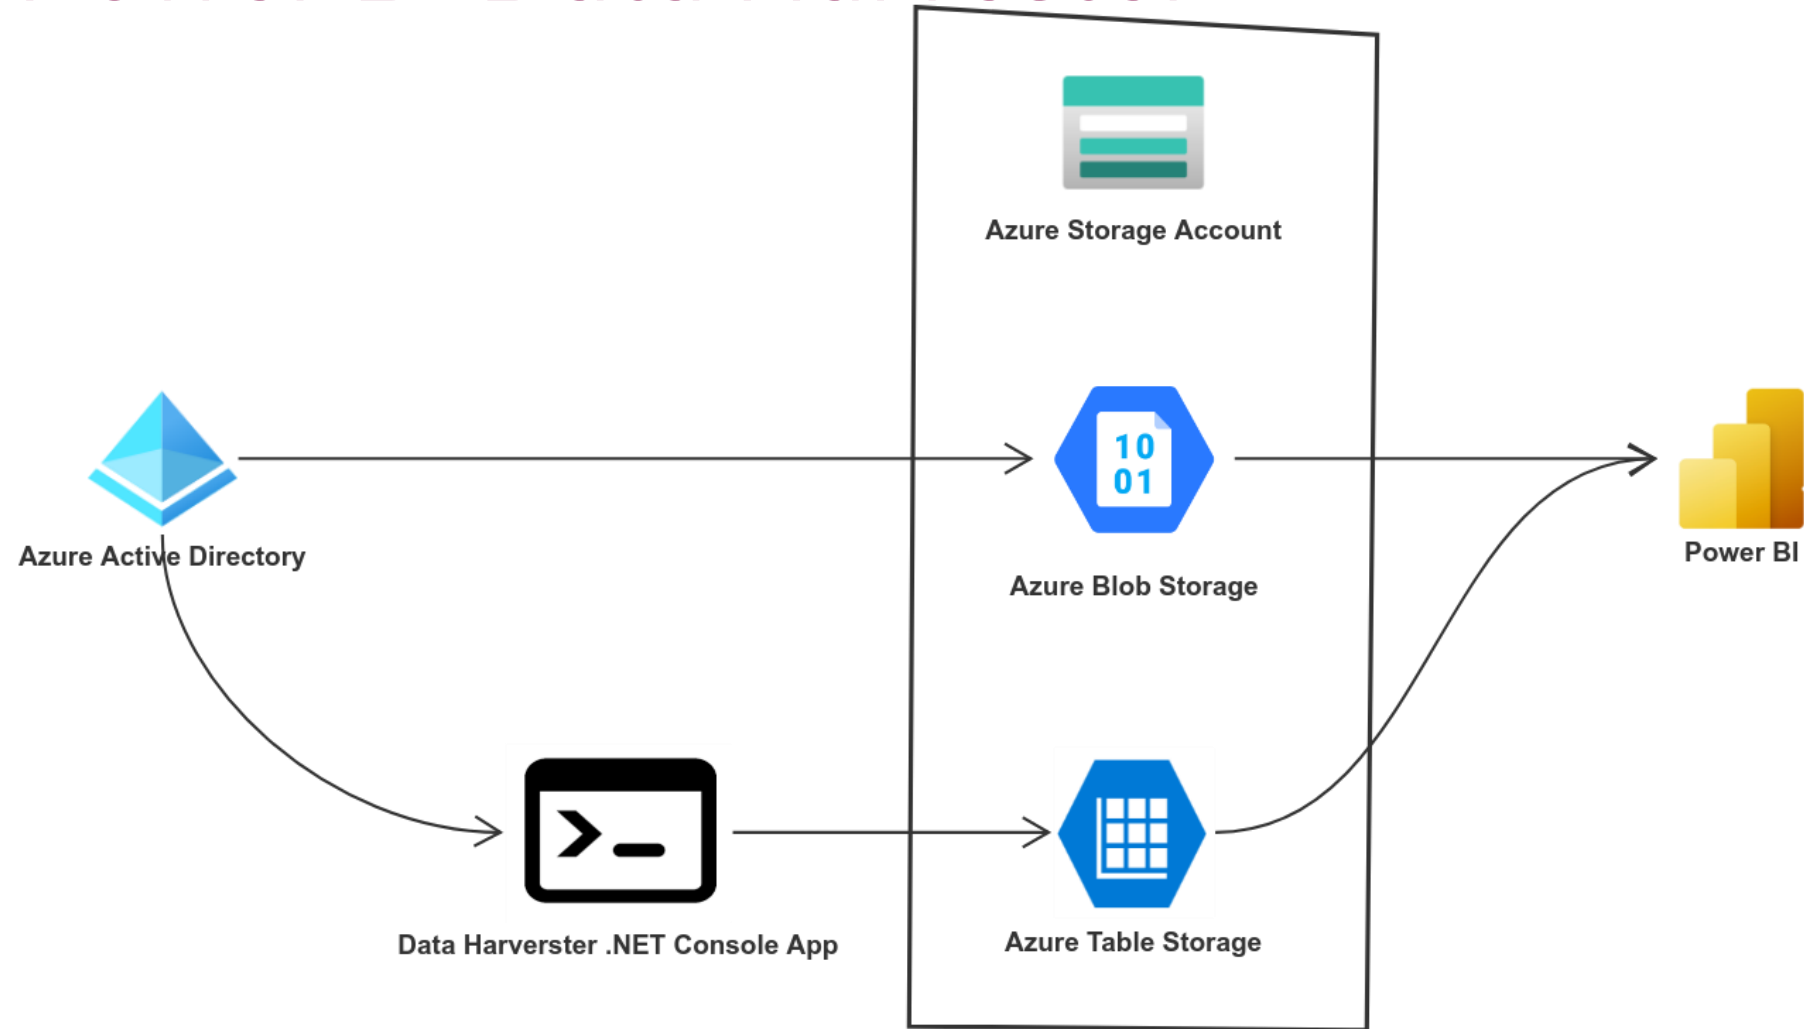 Azure Storage Account
10
01
Azure Active Directory
Azure Blob Storage
Power BI
Data Harverster .NET Console App
Azure Table Storage